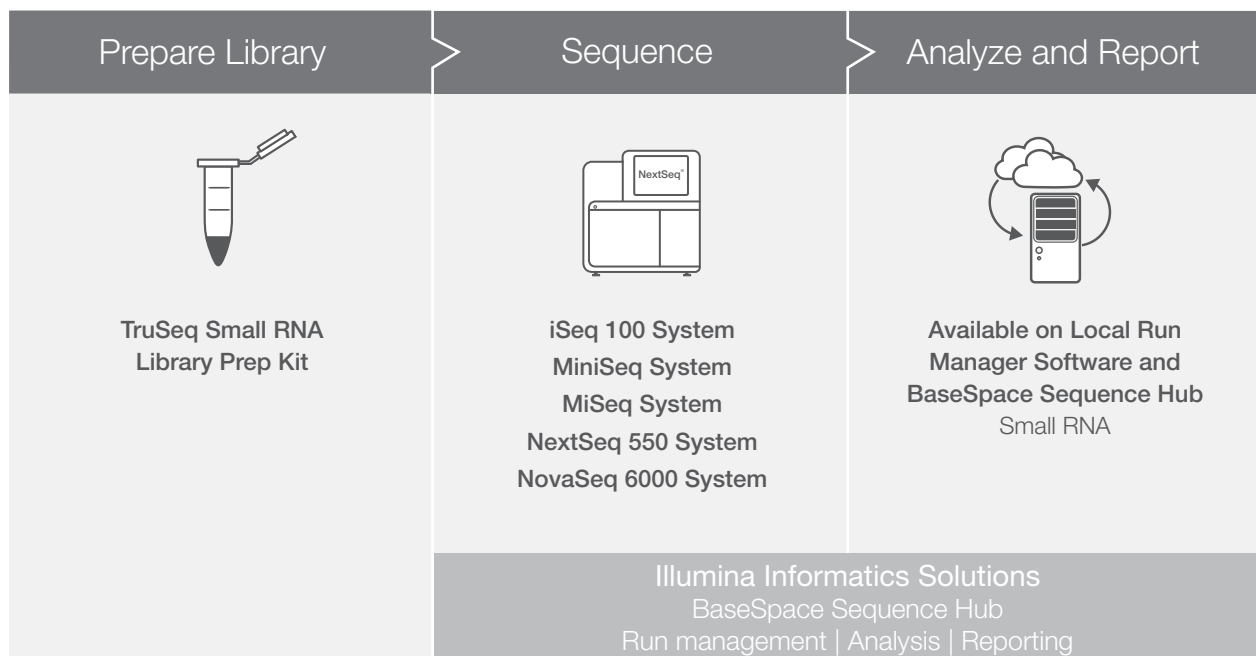 Prepare Library
Sequence
Analyze and Report
NextSeq®
TruSeq Small RNA
Library Prep Kit
iSeq 100 System
MiniSeq System
MiSeq System
NextSeq 550 System
NovaSeq 6000 System
Available on Local Run
Manager Software and
BaseSpace Sequence Hub
Small RNA
Illumina Informatics Solutions
BaseSpace Sequence Hub
Run management | Analysis | Reporting